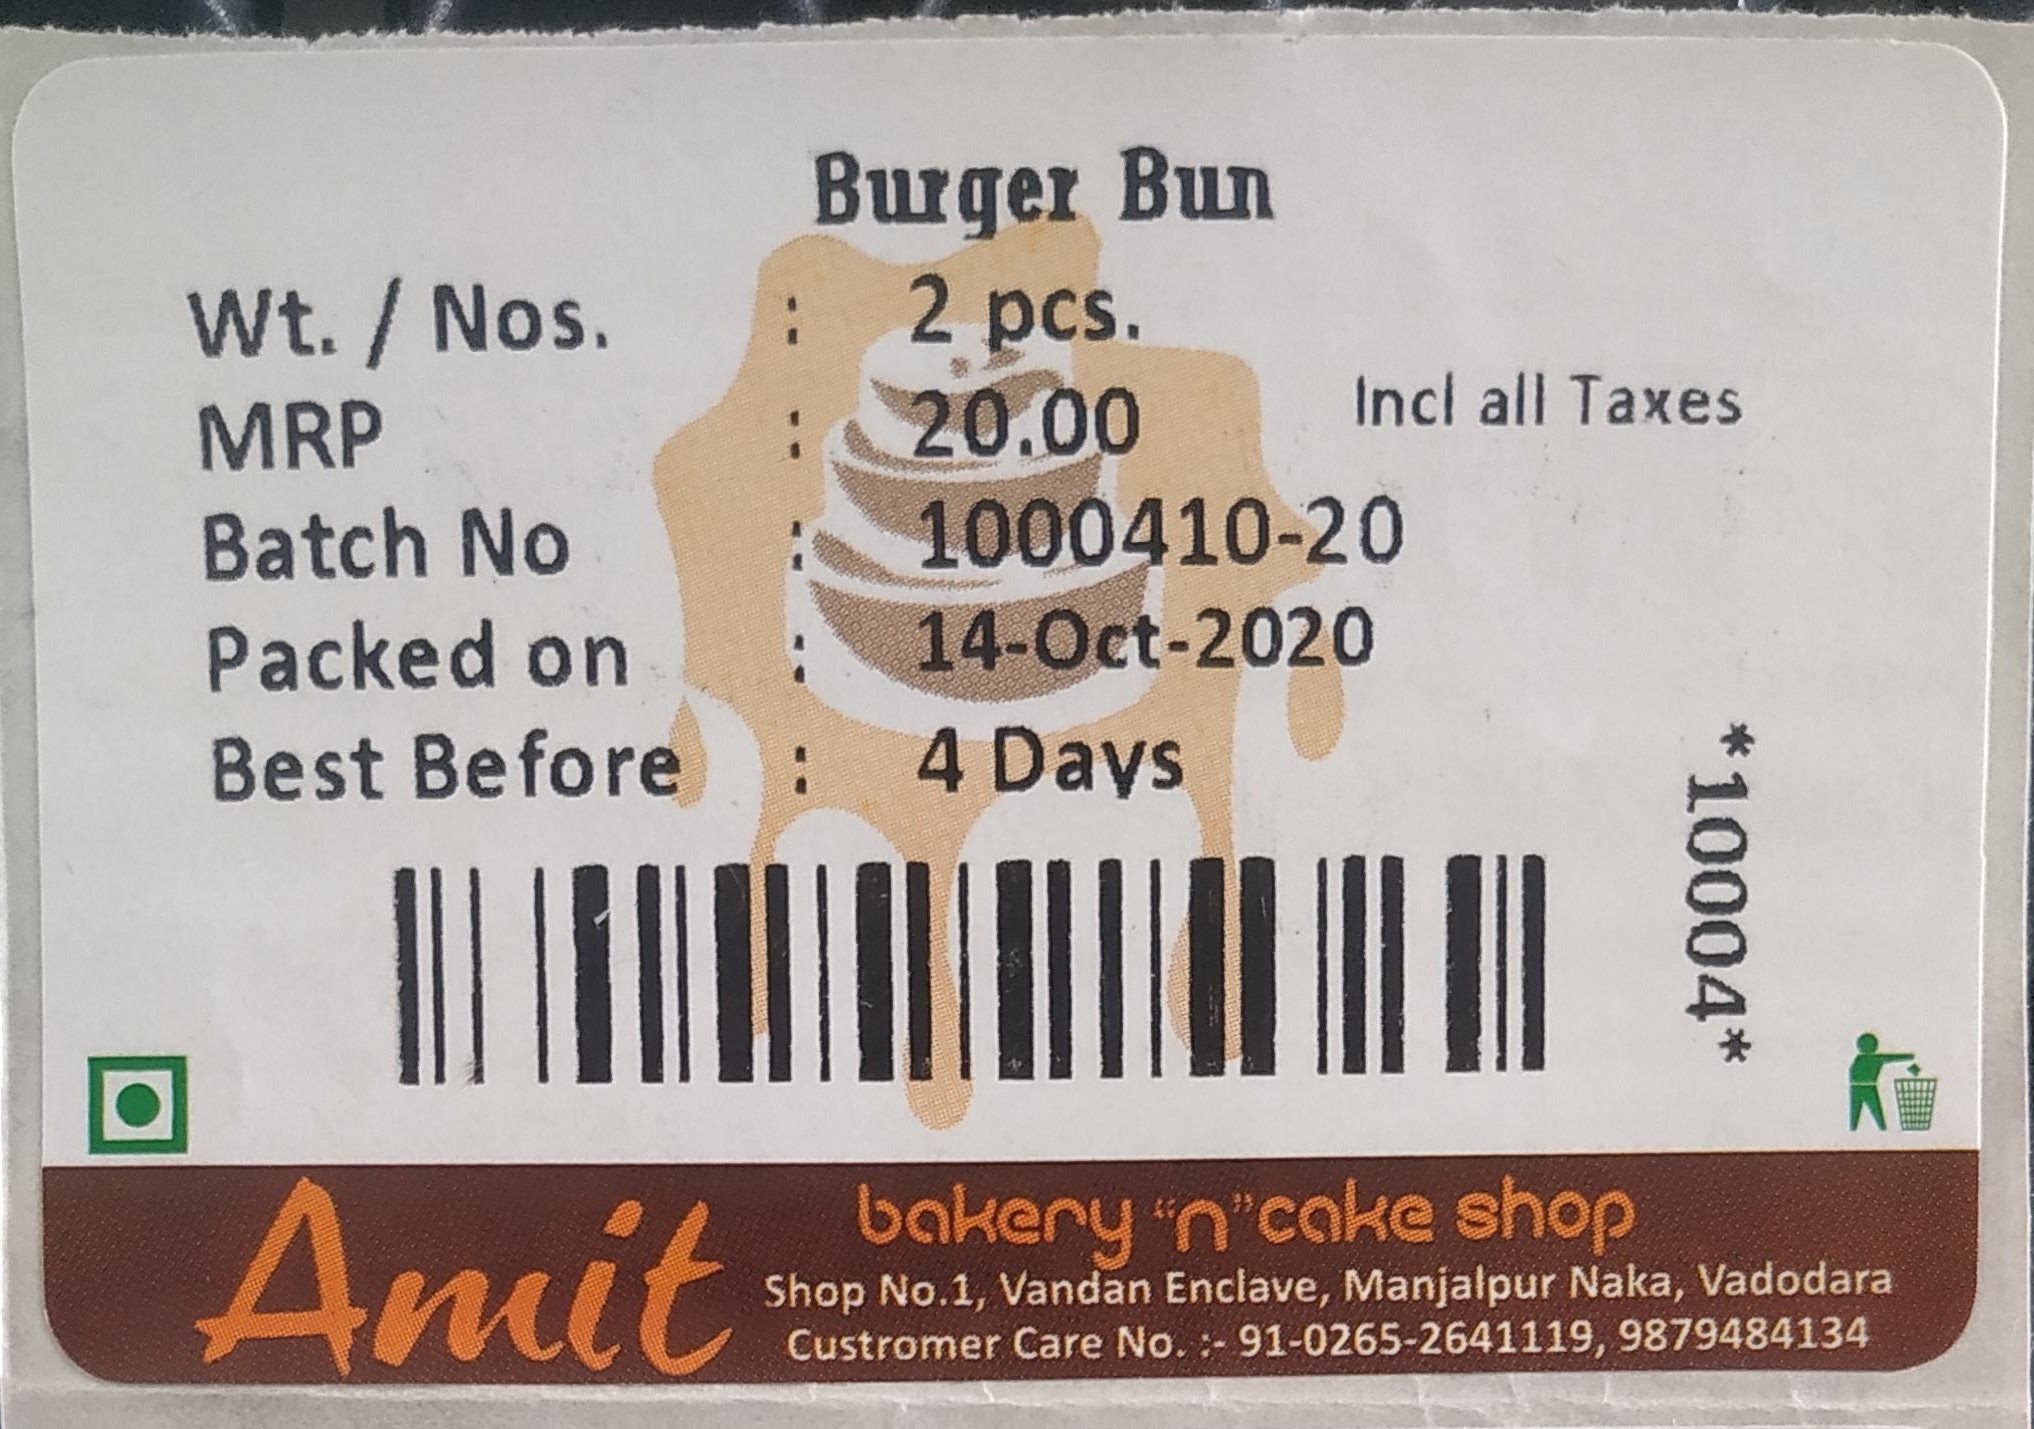 Burger Bun
Wt. / Nos. : 2 pcs.
MRP : 20.00 Incl all Taxes
Batch No : 1000410-20
Packed on : 14-Oct-2020
Best Before : 4 Days
*10004*
Amit
bakery “n” cake shop
Shop No.1, Vandan Enclave, Manjalpur Naka, Vadodara
Custromer Care No. :- 91-0265-2641119, 9879484134